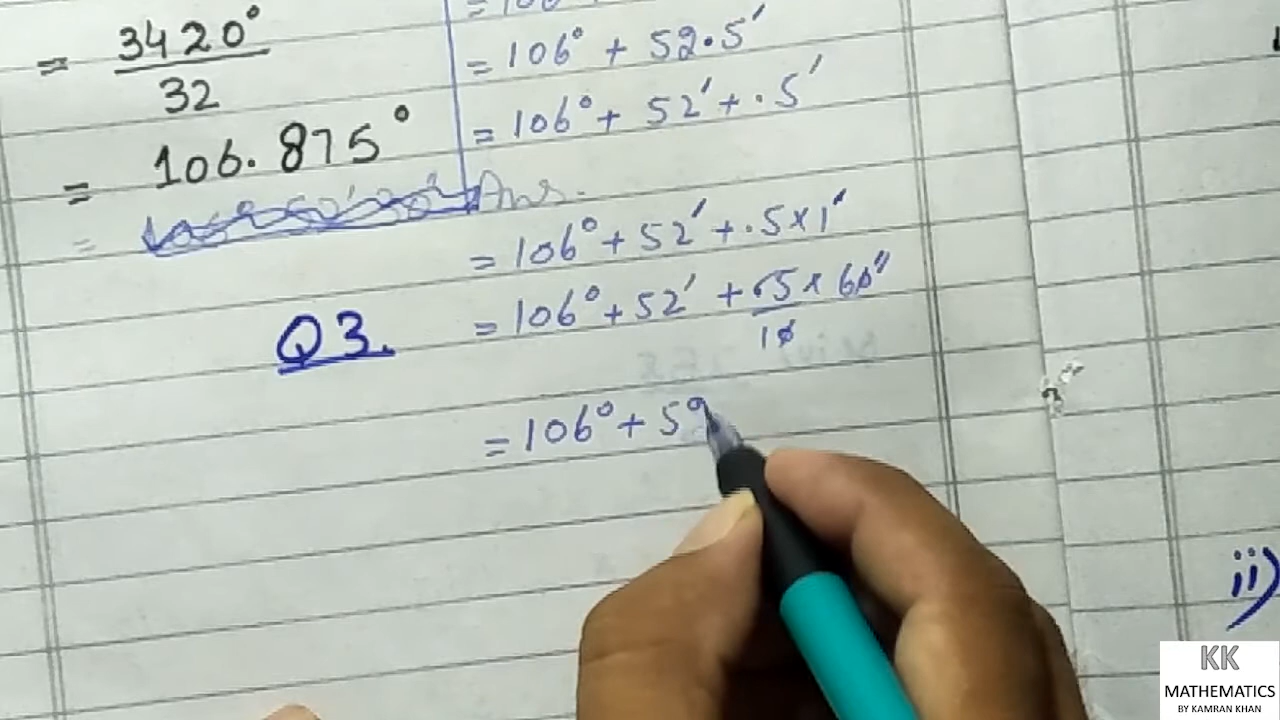 = 3420°
32
= 106.875°
= 106° + 52.5′
= 106° + 52′ + .5′
Ans.
= 106° + 52′ + .5 × 1′
= 106° + 52′ + .5 × 60″
10
Q3.
= 106° + 5
ii)
KK
MATHEMATICS
BY KAMRAN KHAN